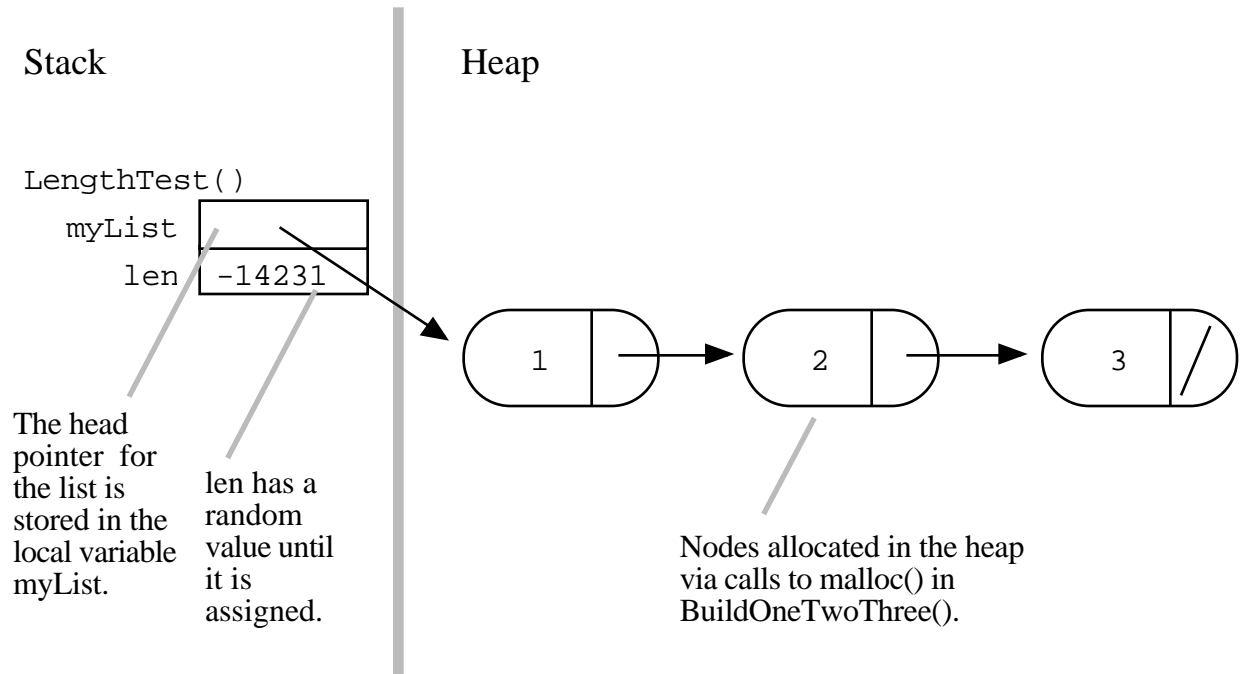 Stack
Heap
LengthTest()
myList
len -14231
1
2
3
The head
pointer for
the list is
stored in the
local variable
myList.
len has a
random
value until
it is
assigned.
Nodes allocated in the heap
via calls to malloc() in
BuildOneTwoThree().